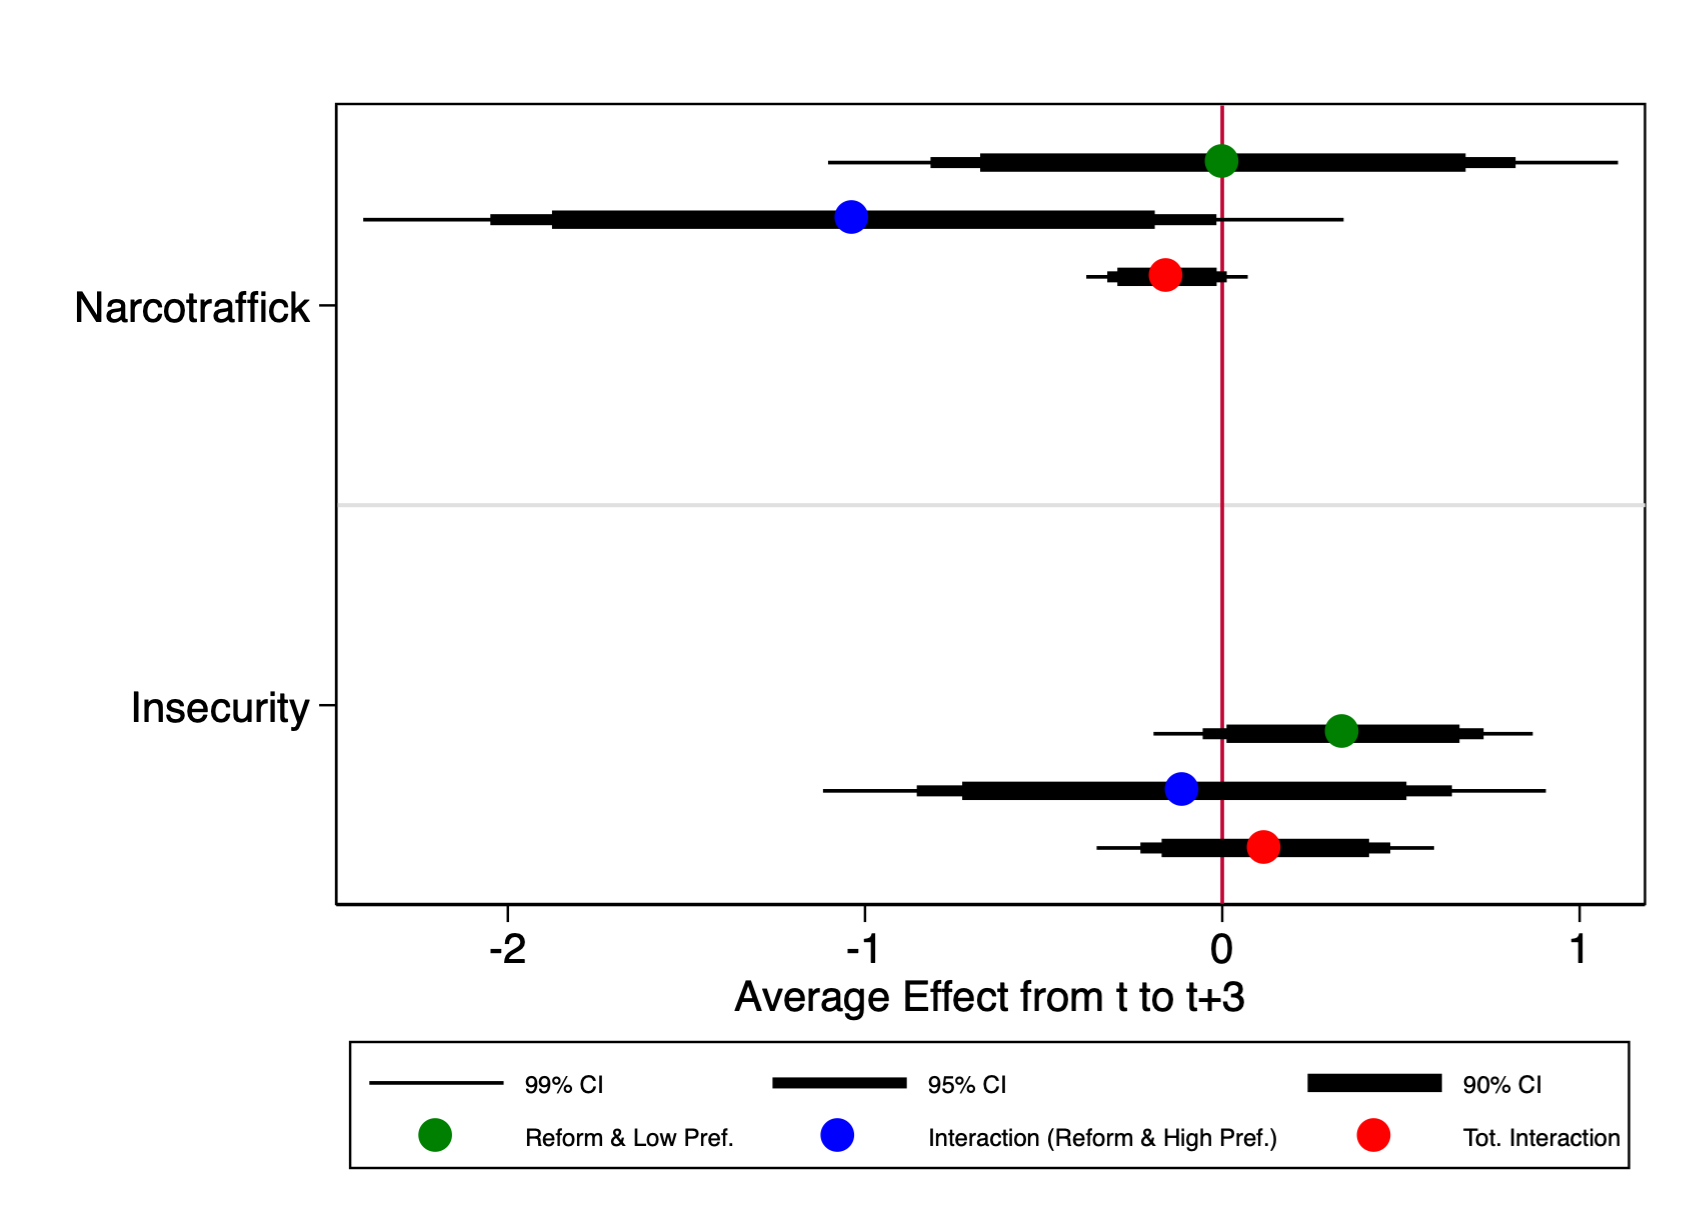 Narcotraffick
Insecurity
-2 -1 0 1
Average Effect from t to t+3
99% CI 95% CI 90% CI
Reform & Low Pref. Interaction (Reform & High Pref.) Tot. Interaction